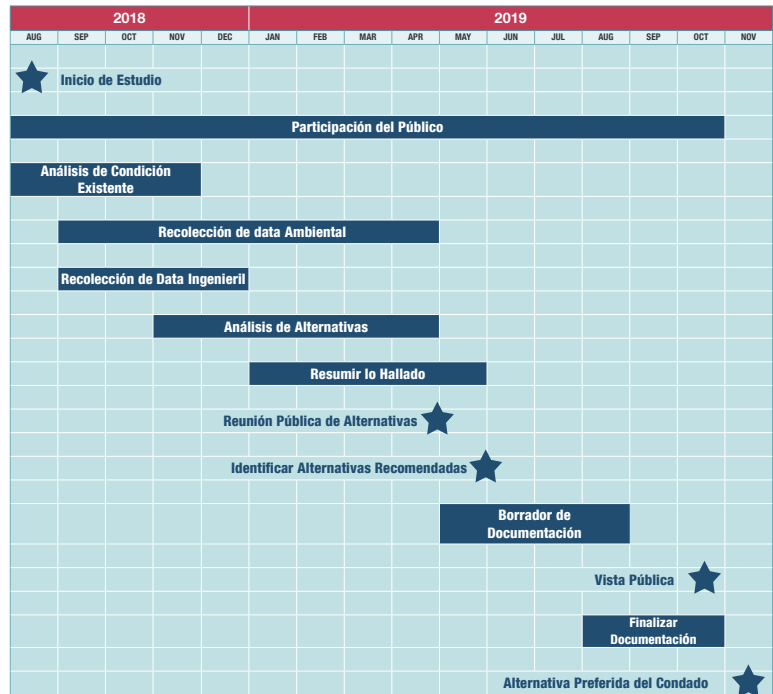 2018 2019
AUG SEP OCT NOV DEC JAN FEB MAR APR MAY JUN JUL AUG SEP OCT NOV
Inicio de Estudio
Participación del Público
Análisis de Condición
Existente
Recolección de data Ambiental
Recolección de Data Ingenieril
Análisis de Alternativas
Resumir lo Hallado
Reunión Pública de Alternativas
Identificar Alternativas Recomendadas
Borrador de
Documentación
Vista Pública
Finalizar
Documentación
Alternativa Preferida del Condado